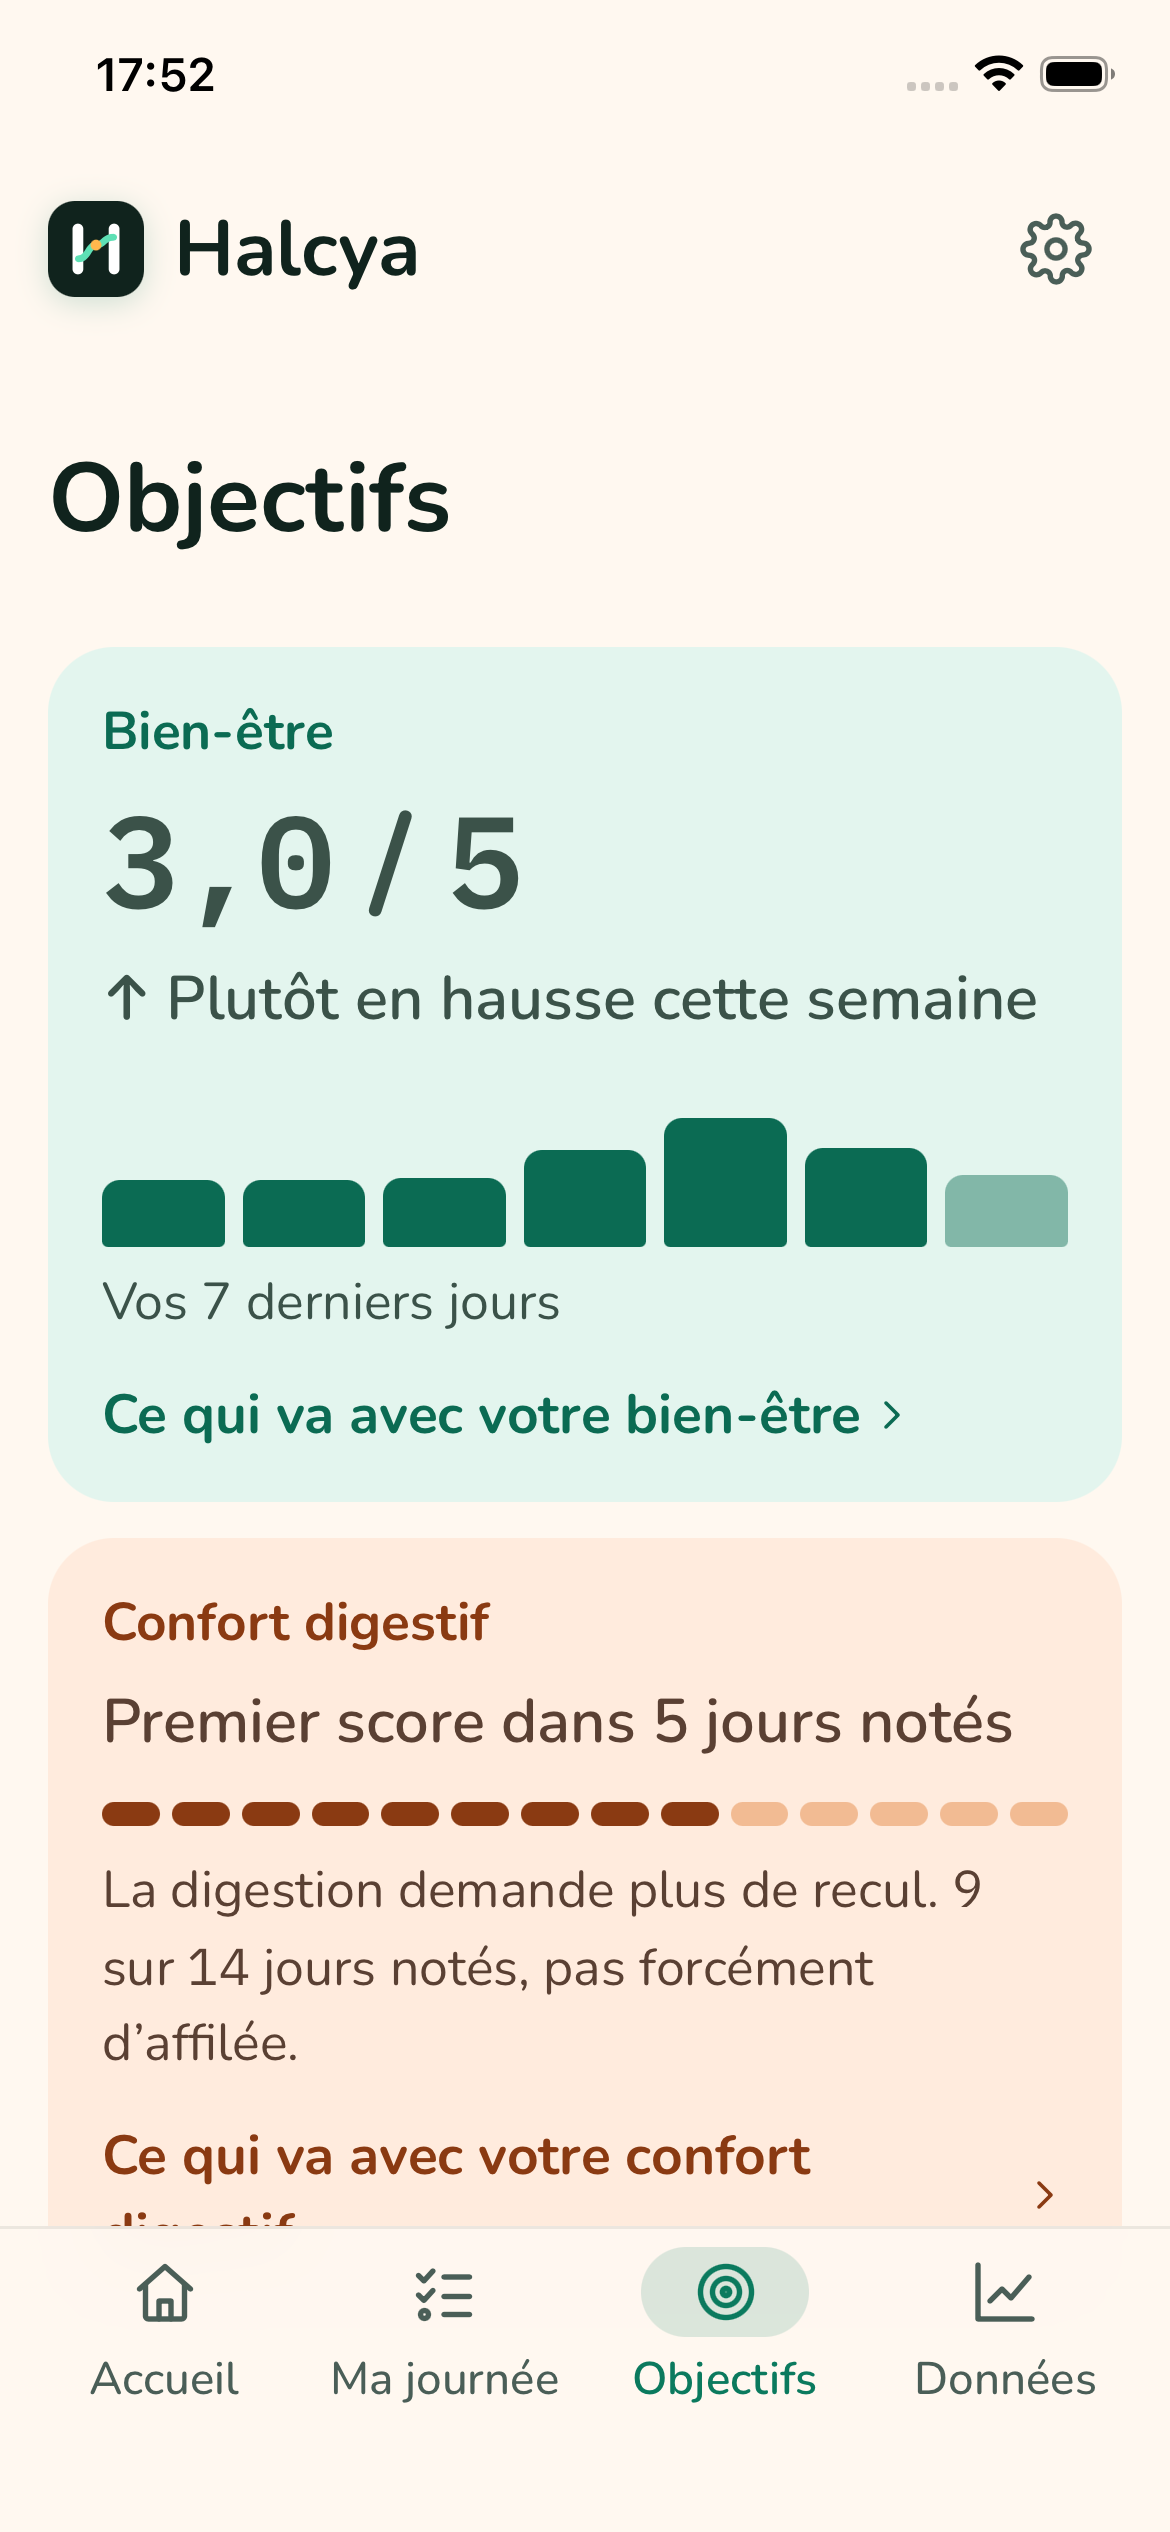 17:52
Halcya
Objectifs
Bien-être
3,0/5
↑ Plutôt en hausse cette semaine
Vos 7 derniers jours
Ce qui va avec votre bien-être
Confort digestif
Premier score dans 5 jours notés
La digestion demande plus de recul. 9
sur 14 jours notés, pas forcément
d’affilée.
Ce qui va avec votre confort
digestif
Accueil
Ma journée
Objectifs
Données